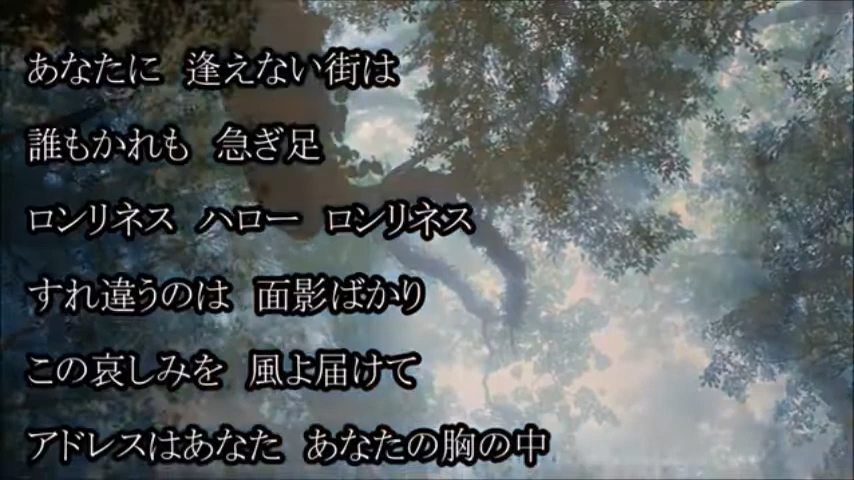 あなたに　逢えない街は
誰もかれも　急ぎ足
ロンリネス　ハロー　ロンリネス
すれ違うのは　面影ばかり
この哀しみを　風よ届けて
アドレスはあなた　あなたの胸の中